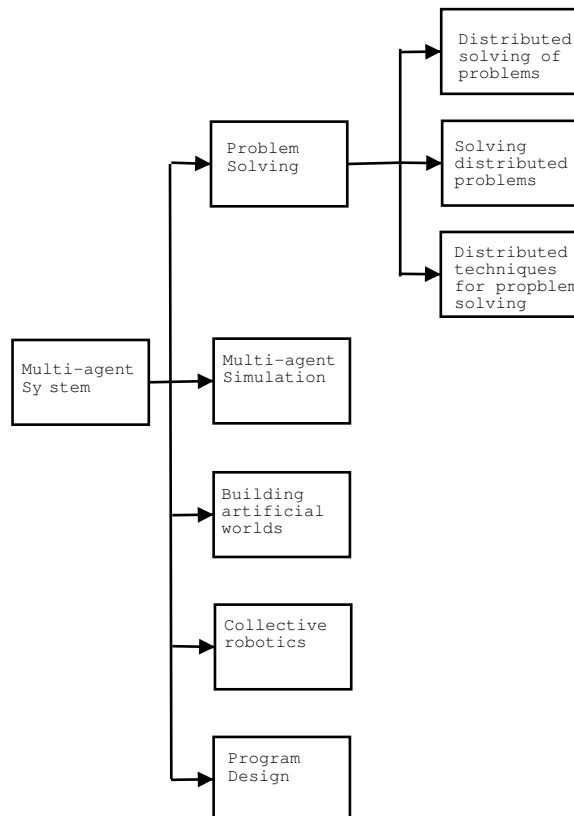 Distributed
solving of
problems
Problem
Solving
Solving
distributed
problems
Distributed
techniques
for propblem
solving
Multi-agent
Sy stem
Multi-agent
Simulation
Building
artificial
worlds
Collective
robotics
Program
Design